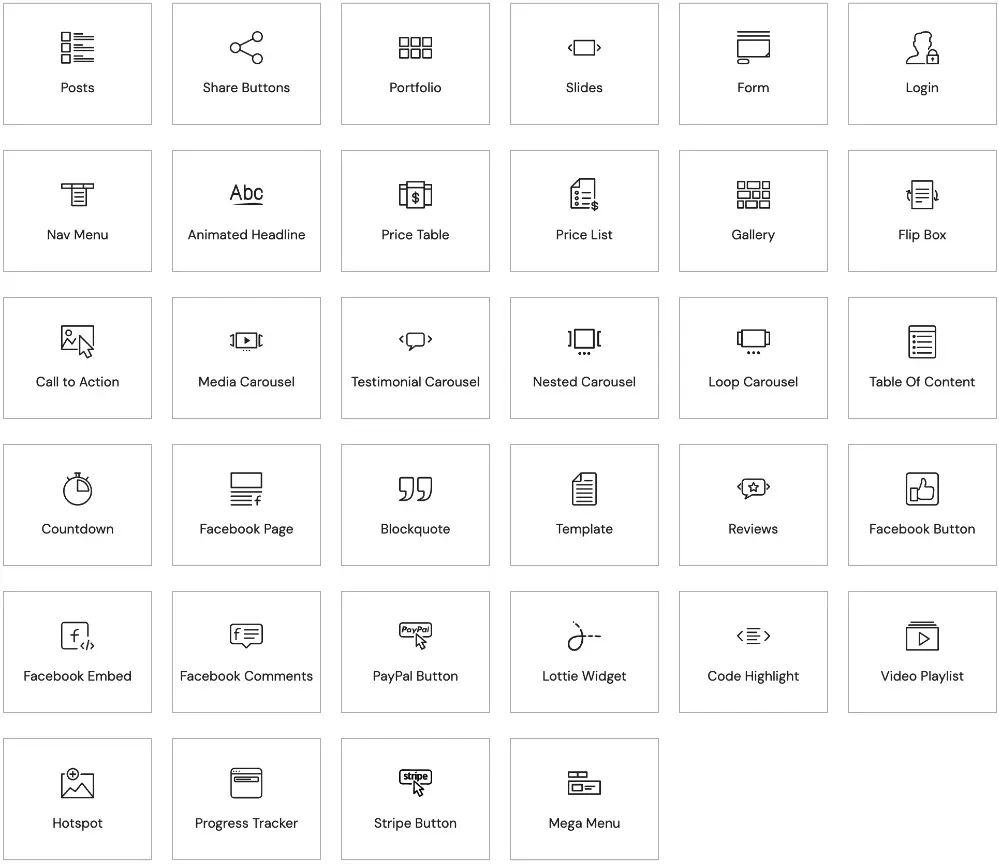 Posts
Share Buttons
Portfolio
Slides
Form
Login
Nav Menu
Abc
Animated Headline
$
Price Table
$
Price List
Gallery
Flip Box
Call to Action
Media Carousel
Testimonial Carousel
Nested Carousel
Loop Carousel
Table Of Content
Countdown
f
Facebook Page
Blockquote
Template
Reviews
Facebook Button
f
</>
Facebook Embed
f
Facebook Comments
PayPal
PayPal Button
Lottie Widget
Code Highlight
Video Playlist
Hotspot
Progress Tracker
stripe
Stripe Button
Mega Menu